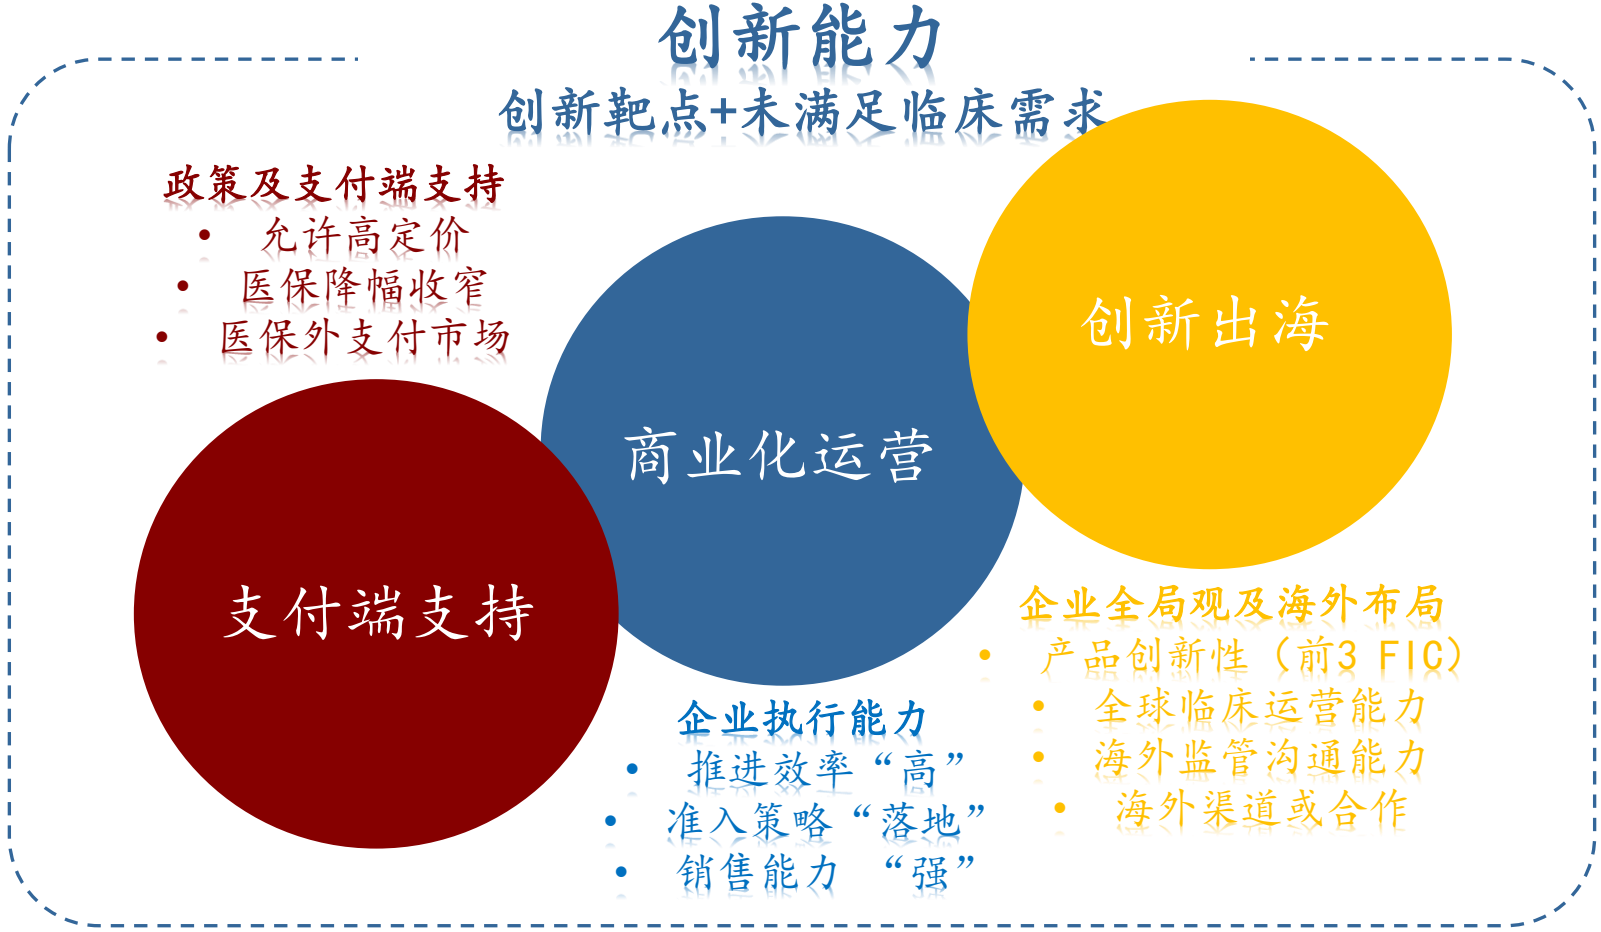 创新能力
创新靶点+未满足临床需求
政策及支付端支持
• 允许高定价
• 医保降幅收窄
• 医保外支付市场
支付端支持
商业化运营
企业执行能力
• 推进效率“高”
• 准入策略“落地”
• 销售能力 “强”
创新出海
企业全局观及海外布局
• 产品创新性（前3 FIC）
• 全球临床运营能力
• 海外监管沟通能力
• 海外渠道或合作